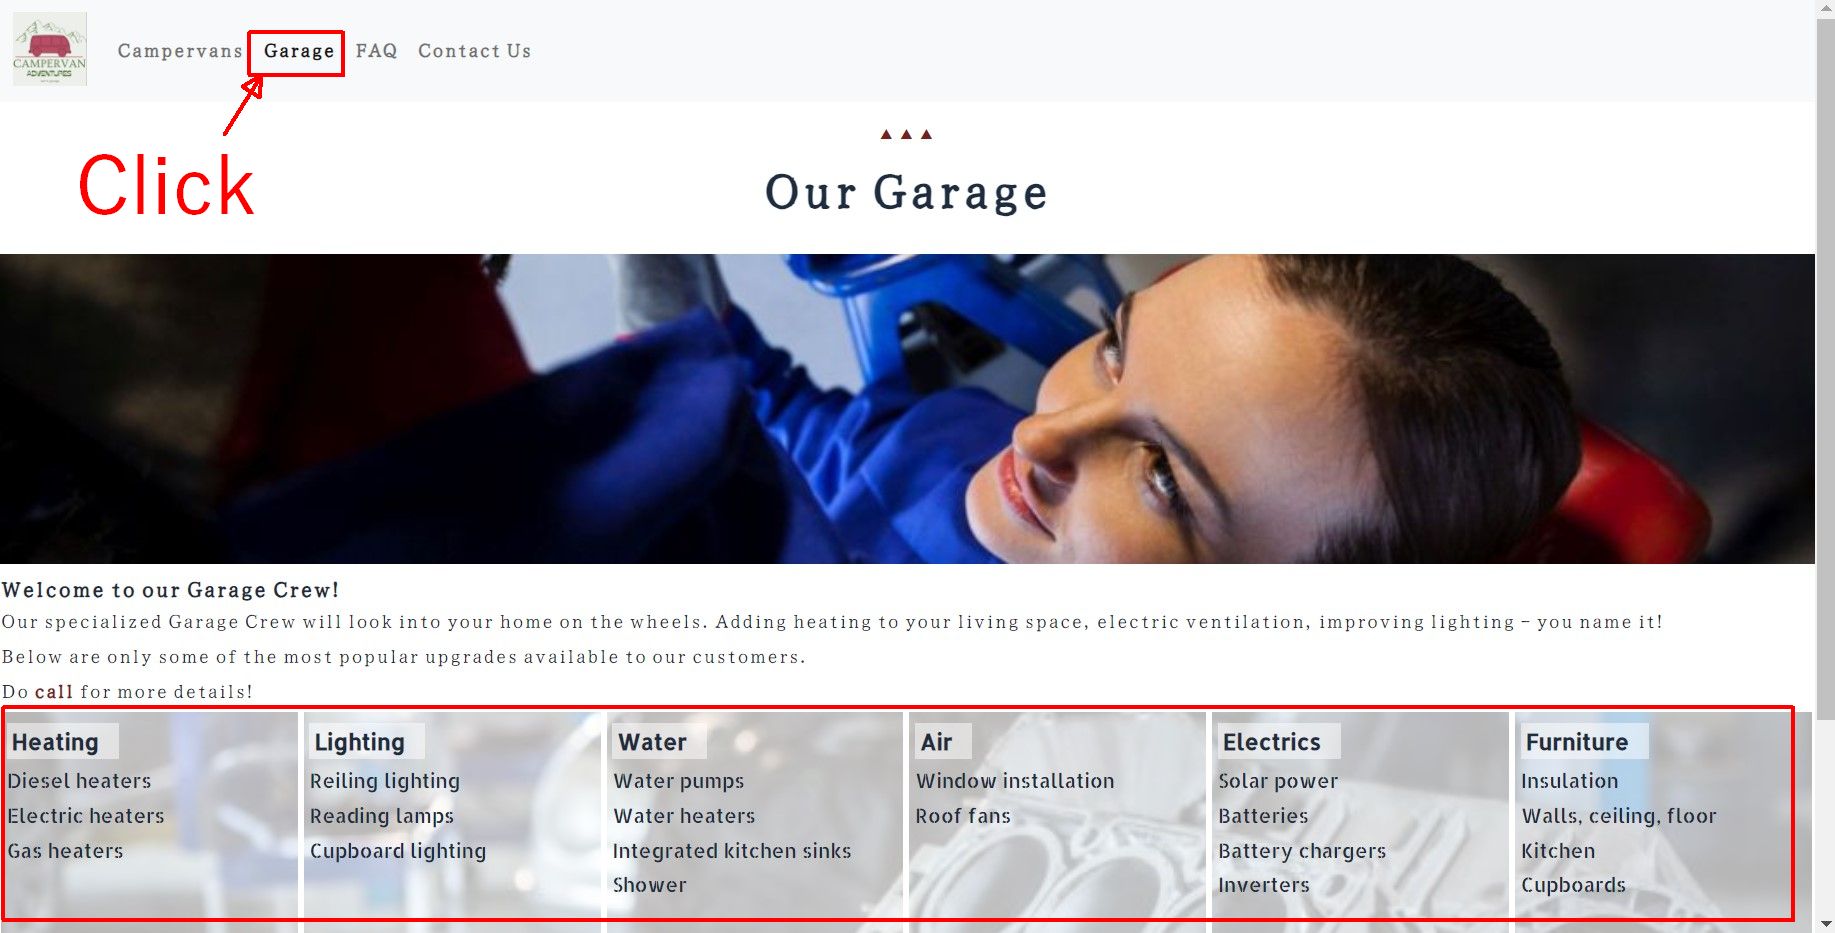 CAMPERVAN
ADVENTURES
Campervans Garage FAQ Contact Us
Click
Our Garage
Welcome to our Garage Crew!
Our specialized Garage Crew will look into your home on the wheels. Adding heating to your living space, electric ventilation, improving lighting – you name it!
Below are only some of the most popular upgrades available to our customers.
Do call for more details!
Heating
Diesel heaters
Electric heaters
Gas heaters
Lighting
Reiling lighting
Reading lamps
Cupboard lighting
Water
Water pumps
Water heaters
Integrated kitchen sinks
Shower
Air
Window installation
Roof fans
Electrics
Solar power
Batteries
Battery chargers
Inverters
Furniture
Insulation
Walls, ceiling, floor
Kitchen
Cupboards